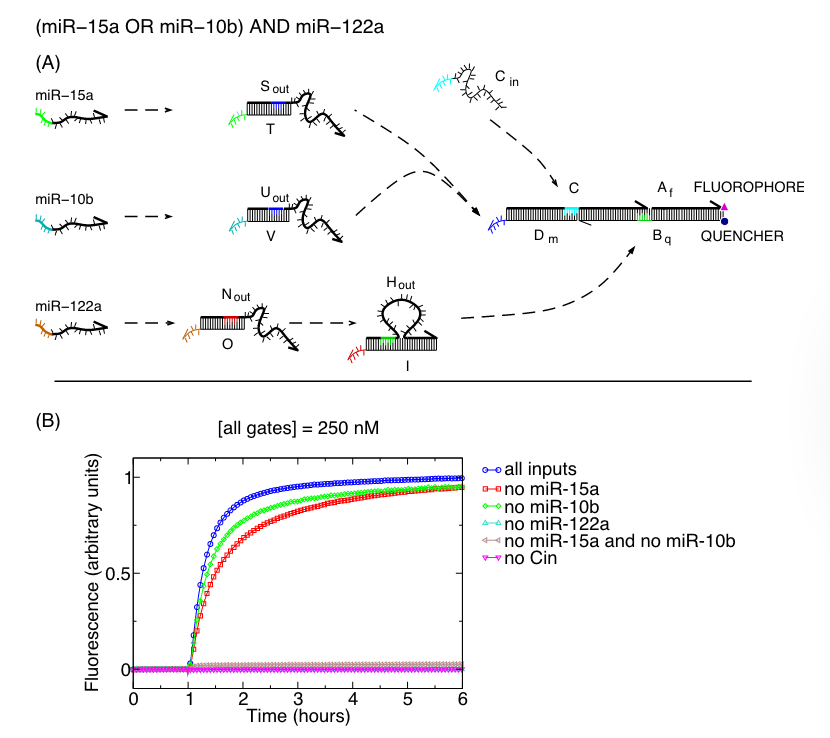 (miR−15a OR miR−10b) AND miR−122a
(A)
miR−15a
S out
T
C in
miR−10b
U out
V
C
A f
FLUOROPHORE
D m
B q
QUENCHER
miR−122a
N out
O
H out
I
(B)
[all gates] = 250 nM
Fluorescence (arbitrary units)
1
0.5
0
0 1 2 3 4 5 6
Time (hours)
all inputs
no miR−15a
no miR−10b
no miR−122a
no miR−15a and no miR−10b
no Cin